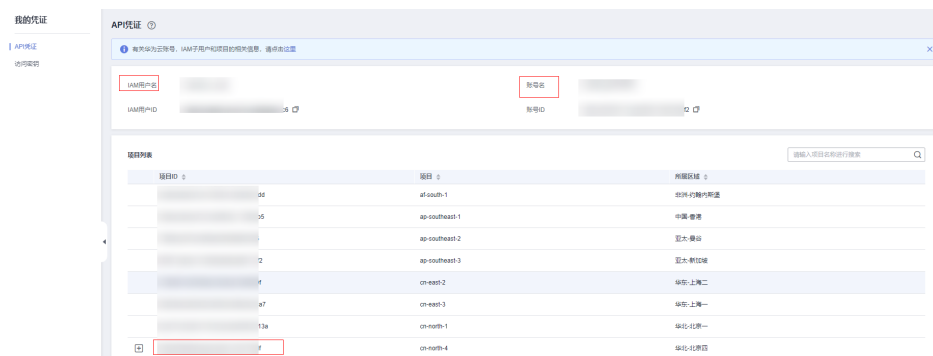 我的凭证
API凭证
API凭证
访问密钥
有关华为云账号、IAM子用户和项目的相关信息，请点击这里
IAM用户名
账号名
IAM用户ID
账号ID
项目列表
请输入项目名称进行搜索
项目ID 项目 所属区域
dd af-south-1 非洲-约翰内斯堡
ap-southeast-1 中国-香港
ap-southeast-2 亚太-曼谷
ap-southeast-3 亚太-新加坡
cn-east-2 华东-上海二
a7 cn-east-3 华东-上海一
13a cn-north-1 华北-北京一
cn-north-4 华北-北京四